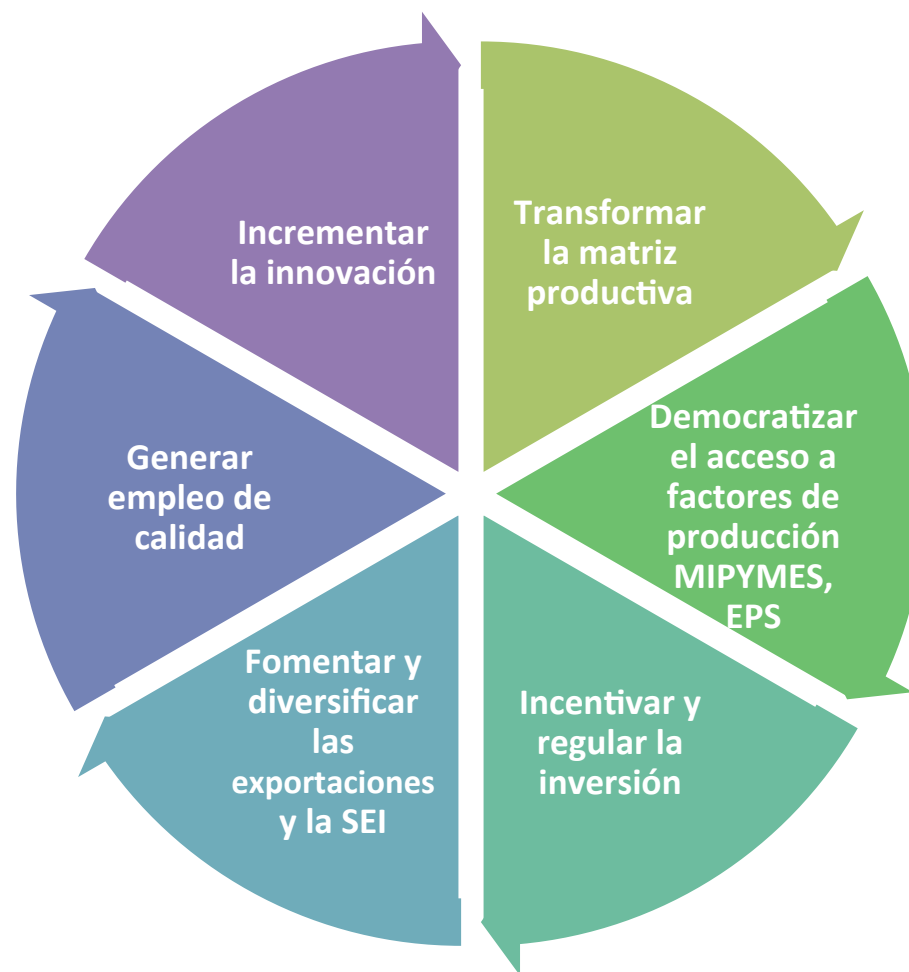 Transformar
la matriz
productiva
Democratizar
el acceso a
factores de
producción
MIPYMES,
EPS
Incentivar y
regular la
inversión
Fomentar y
diversificar
las
exportaciones
y la SEI
Generar
empleo de
calidad
Incrementar
la innovación